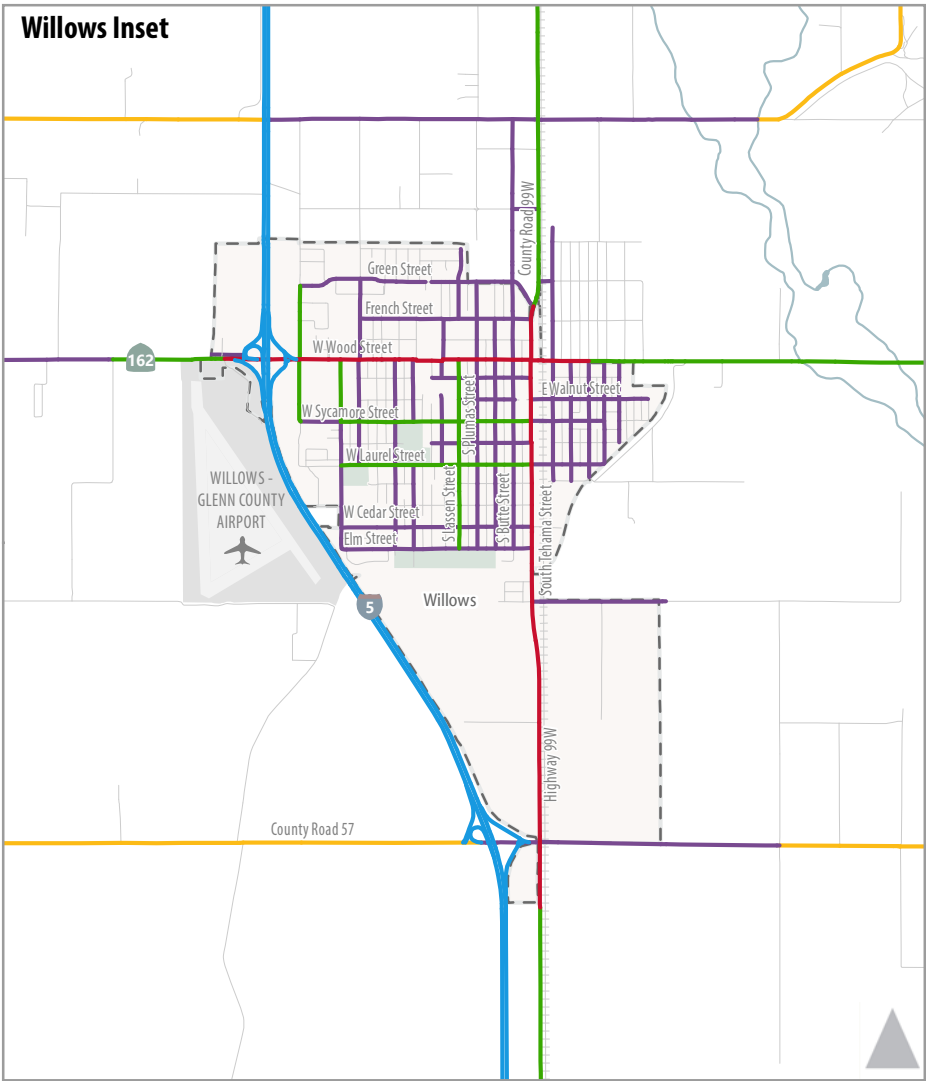 Willows Inset
County Road 99W
Green Street
French Street
W Wood Street
162
E Walnut Street
W Sycamore Street
S Plumas Street
W Laurel Street
WILLOWS -
GLENN COUNTY
AIRPORT
S Lassen Street
S Butte Street
W Cedar Street
Elm Street
South Tehama Street
Willows
5
Highway 99W
County Road 57